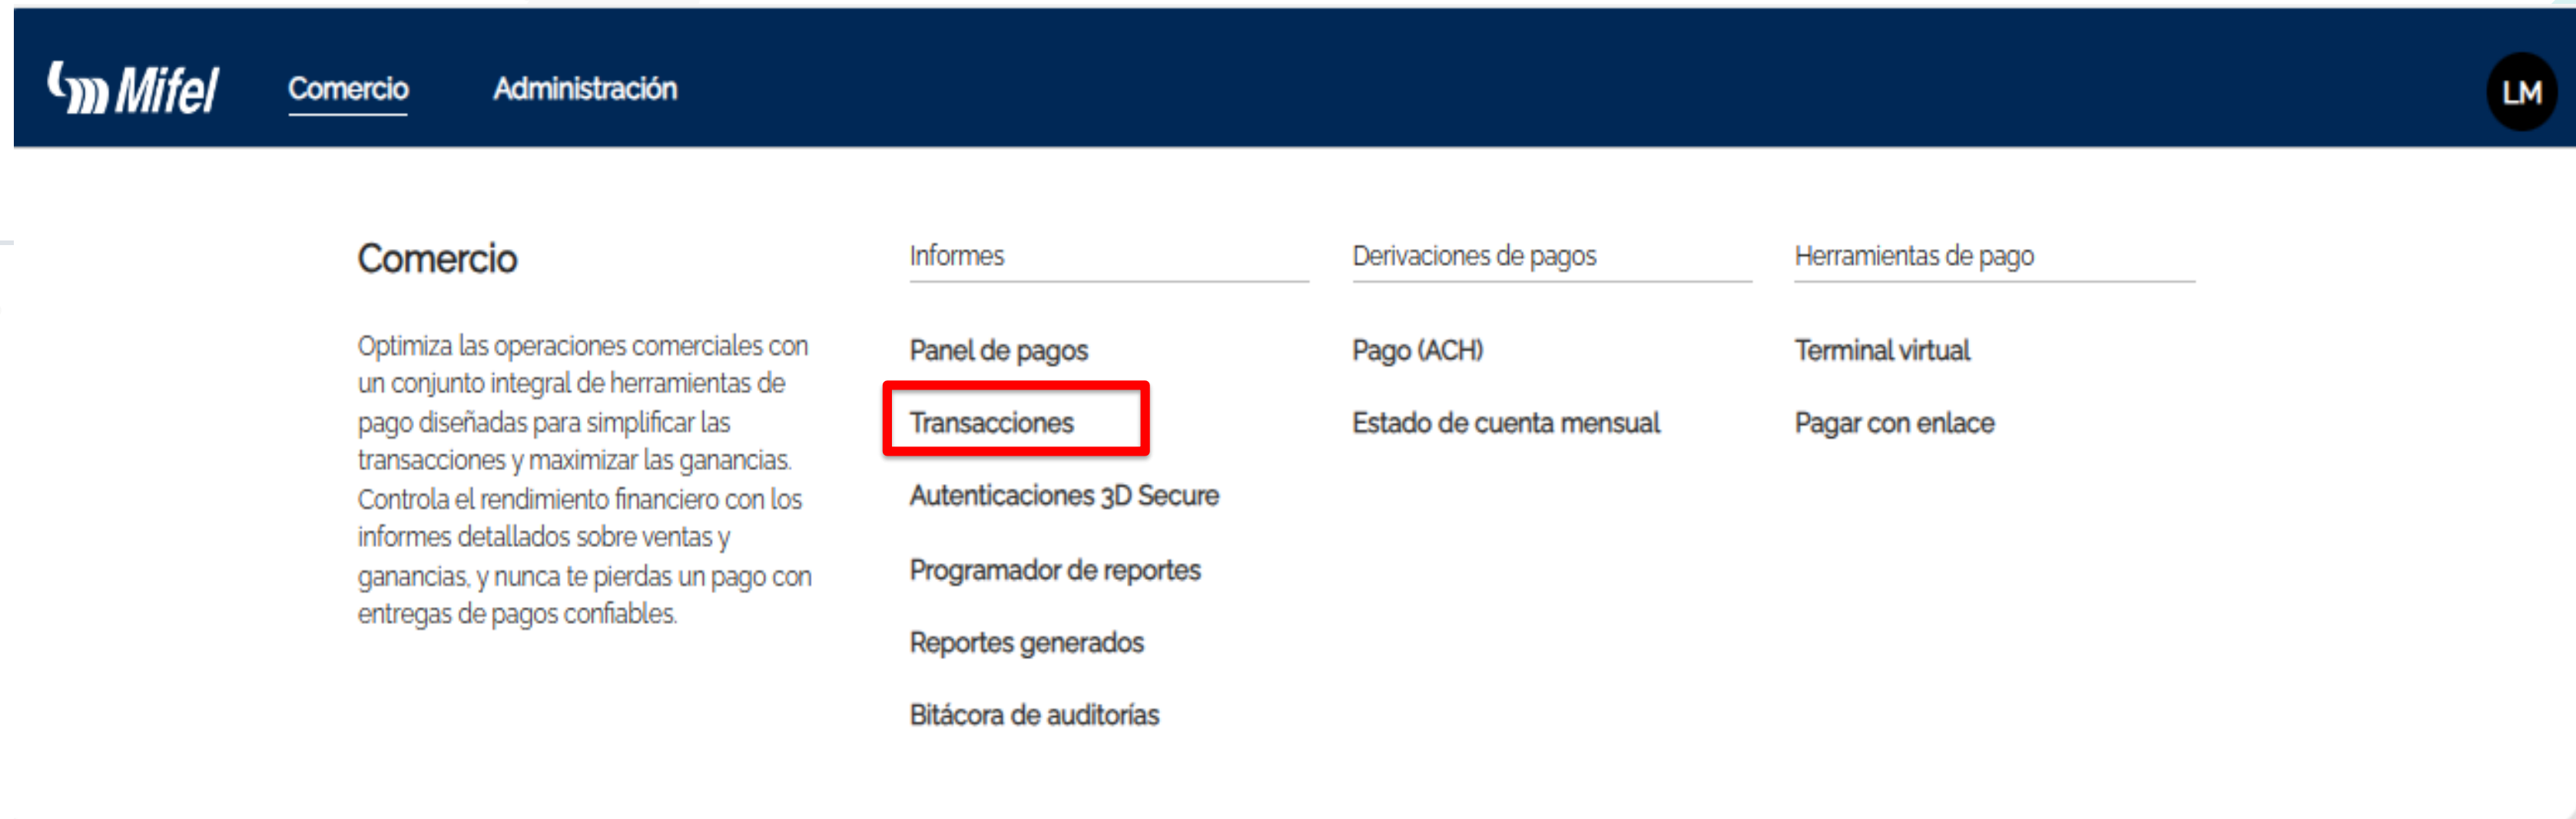 Mifel
Comercio
Administración
LM
Comercio
Optimiza las operaciones comerciales con
un conjunto integral de herramientas de
pago diseñadas para simplificar las
transacciones y maximizar las ganancias.
Controla el rendimiento financiero con los
informes detallados sobre ventas y
ganancias, y nunca te pierdas un pago con
entregas de pagos confiables.
Informes
Panel de pagos
Transacciones
Autenticaciones 3D Secure
Programador de reportes
Reportes generados
Bitácora de auditorías
Derivaciones de pagos
Pago (ACH)
Estado de cuenta mensual
Herramientas de pago
Terminal virtual
Pagar con enlace